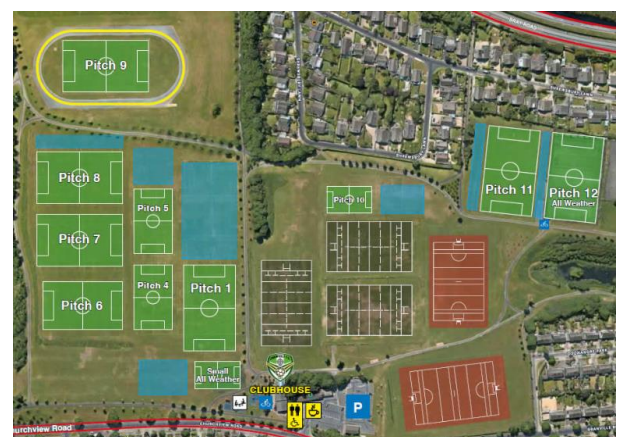 Pitch 9
Pitch 8
Pitch 5
Pitch 7
Pitch 4
Pitch 1
Pitch 6
Small
All Weather
Pitch 10
Pitch 11
Pitch 12
All Weather
CLUBHOUSE
P
urchview Road